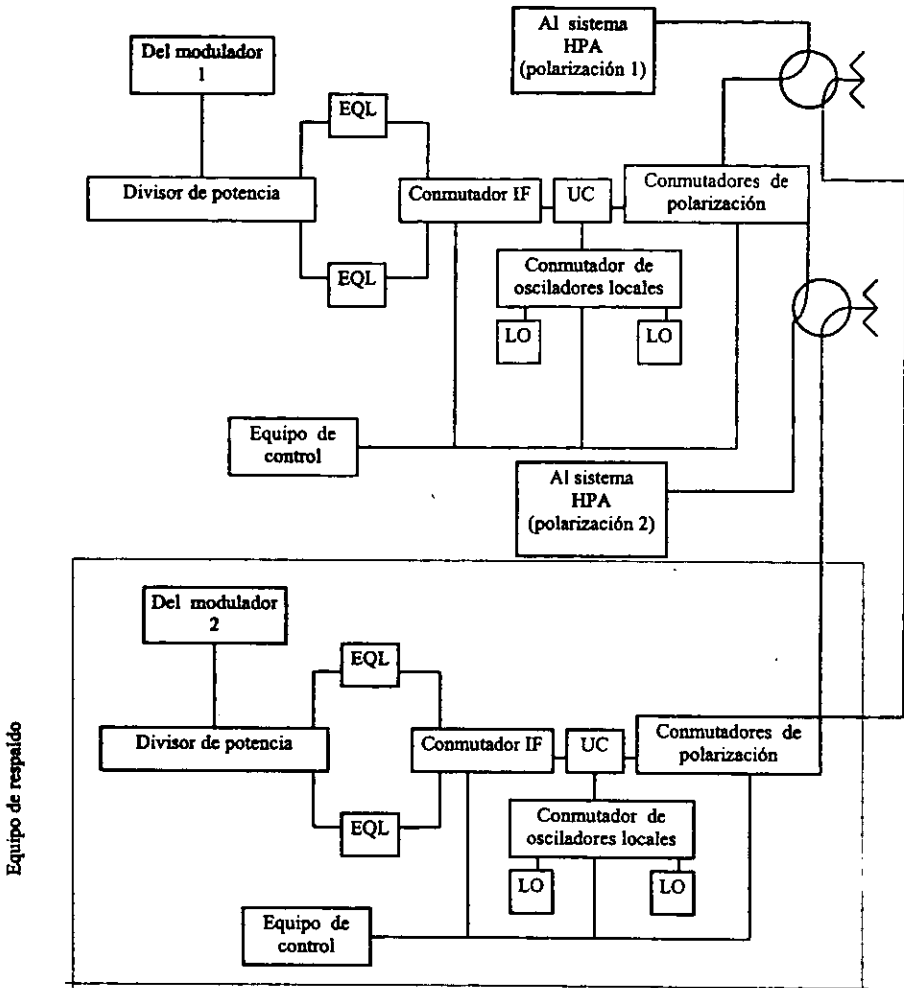 Del modulador
1
Al sistema
HPA
(polarización 1)
EQL
Divisor de potencia
Conmutador IF
UC
Conmutadores de
polarización
EQL
Conmutador de
osciladores locales
LO
LO
Equipo de
control
Al sistema
HPA
(polarización 2)
Equipo de respaldo
Del modulador
2
EQL
Divisor de potencia
Conmutador IF
UC
Conmutadores de
polarización
EQL
Conmutador de
osciladores locales
LO
LO
Equipo de
control